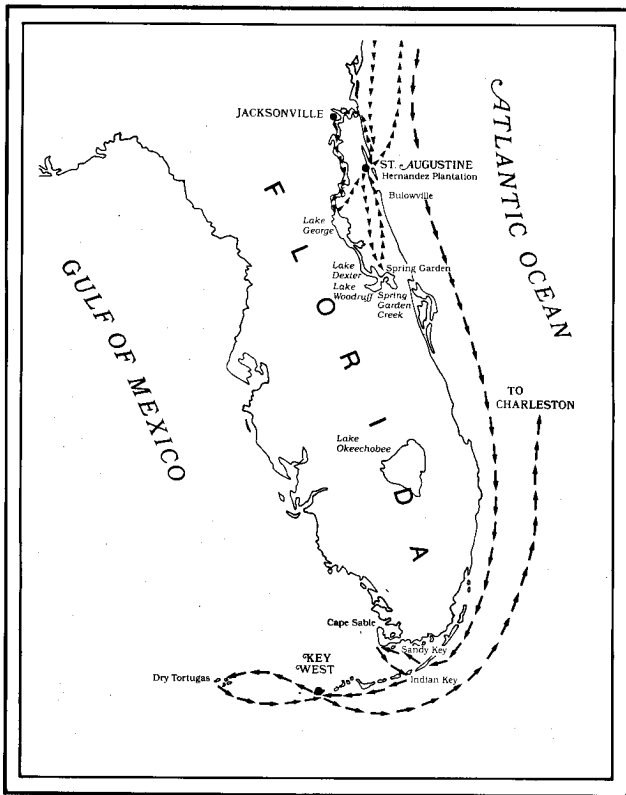 JACKSONVILLE
ST. AUGUSTINE
Hernandez Plantation
Bulowville
ATLANTIC OCEAN
Lake
George
FLORIDA
GULF OF MEXICO
Lake
Dexter
Lake
Woodruff
Spring Garden
Spring
Garden
Creek
TO
CHARLESTON
Lake
Okeechobee
Cape Sable
Sandy Key
KEY
WEST
Indian Key
Dry Tortugas